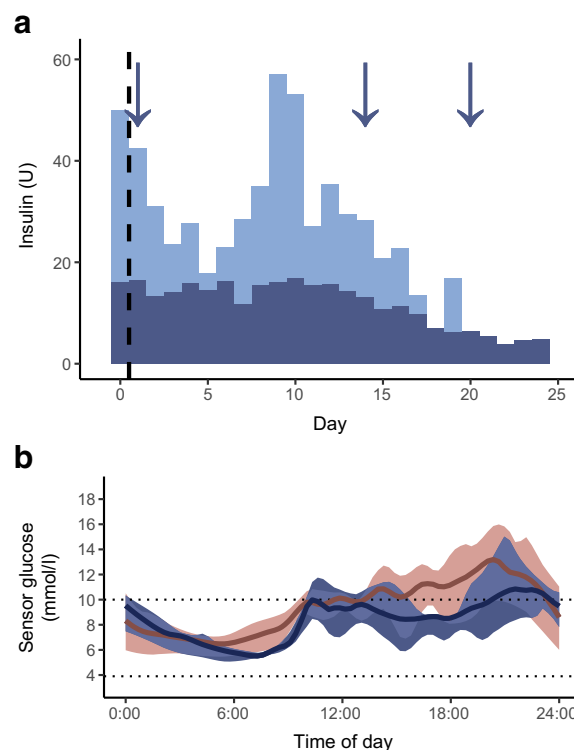 a
60
40
20
0
Insulin (U)
0 5 10 15 20 25
Day
b
18
16
14
12
10
8
6
4
Sensor glucose
(mmol/l)
0:00 6:00 12:00 18:00 24:00
Time of day